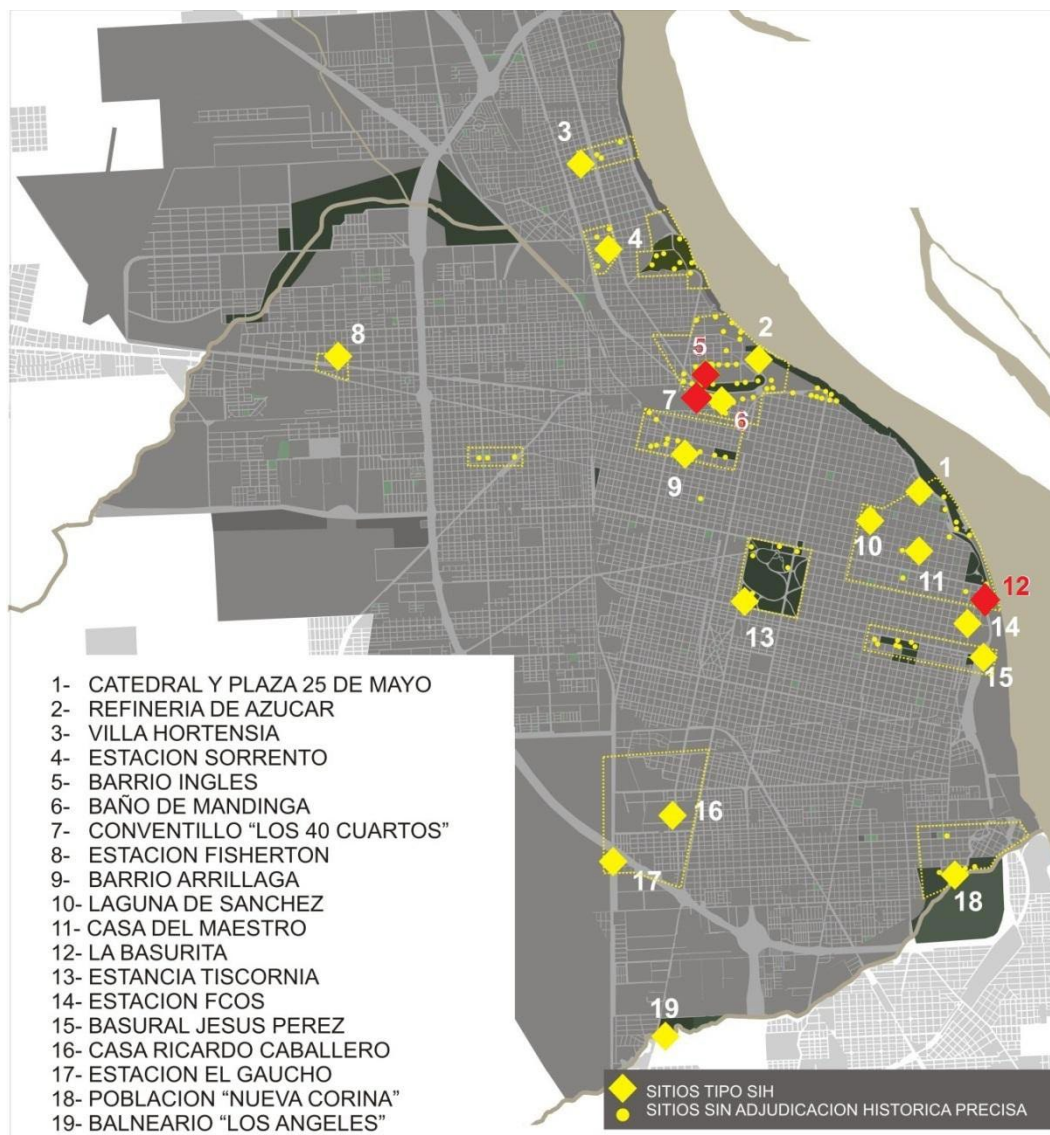 3
4
2
8
5
7
6
9
1
10
11
12
13
14
15
16
17
18
19
1- CATEDRAL Y PLAZA 25 DE MAYO
2- REFINERIA DE AZUCAR
3- VILLA HORTENSIA
4- ESTACION SORRENTO
5- BARRIO INGLES
6- BAÑO DE MANDINGA
7- CONVENTILLO “LOS 40 CUARTOS”
8- ESTACION FISHERTON
9- BARRIO ARRILLAGA
10- LAGUNA DE SANCHEZ
11- CASA DEL MAESTRO
12- LA BASURITA
13- ESTANCIA TISCORNIA
14- ESTACION FCOS
15- BASURAL JESUS PEREZ
16- CASA RICARDO CABALLERO
17- ESTACION EL GAUCHO
18- POBLACION “NUEVA CORINA”
19- BALNEARIO “LOS ANGELES”
SITIOS TIPO SIH
SITIOS SIN ADJUDICACION HISTORICA PRECISA